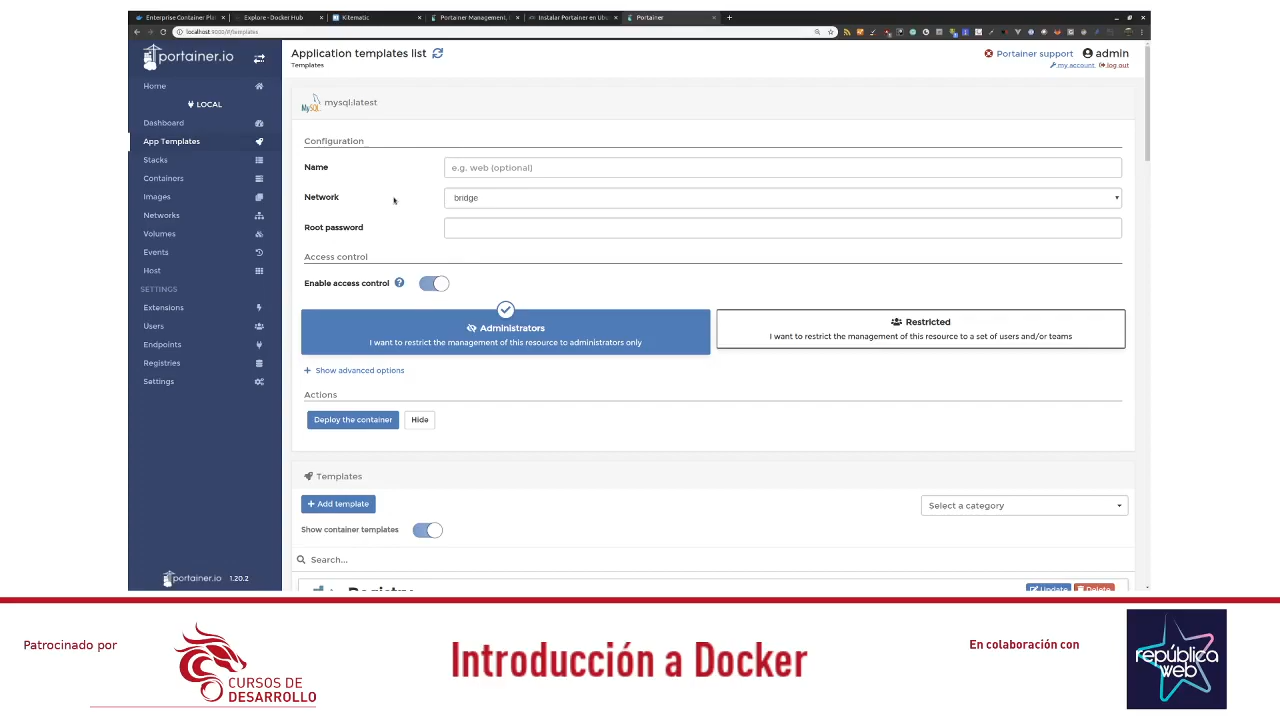 Enterprise Container Pla
Explore - Docker Hub
Kitematic
Portainer Management,
Instalar Portainer en Ubu
Portainer
localhost:9000/#/templates
portainer.io
Home
LOCAL
Dashboard
App Templates
Stacks
Containers
Images
Networks
Volumes
Events
Host
SETTINGS
Extensions
Users
Endpoints
Registries
Settings
portainer.io 1.20.2
Application templates list
Templates
Portainer support
admin
my account
log out
MySQL
mysql:latest
Configuration
Name
e.g. web (optional)
Network
bridge
Root password
Access control
Enable access control
Administrators
I want to restrict the management of this resource to administrators only
Restricted
I want to restrict the management of this resource to a set of users and/or teams
+ Show advanced options
Actions
Deploy the container
Hide
Templates
+ Add template
Select a category
Show container templates
Search...
Registry
Update
Delete
Patrocinado por
CURSOS DE
DESARROLLO
Introducción a Docker
En colaboración con
república
web